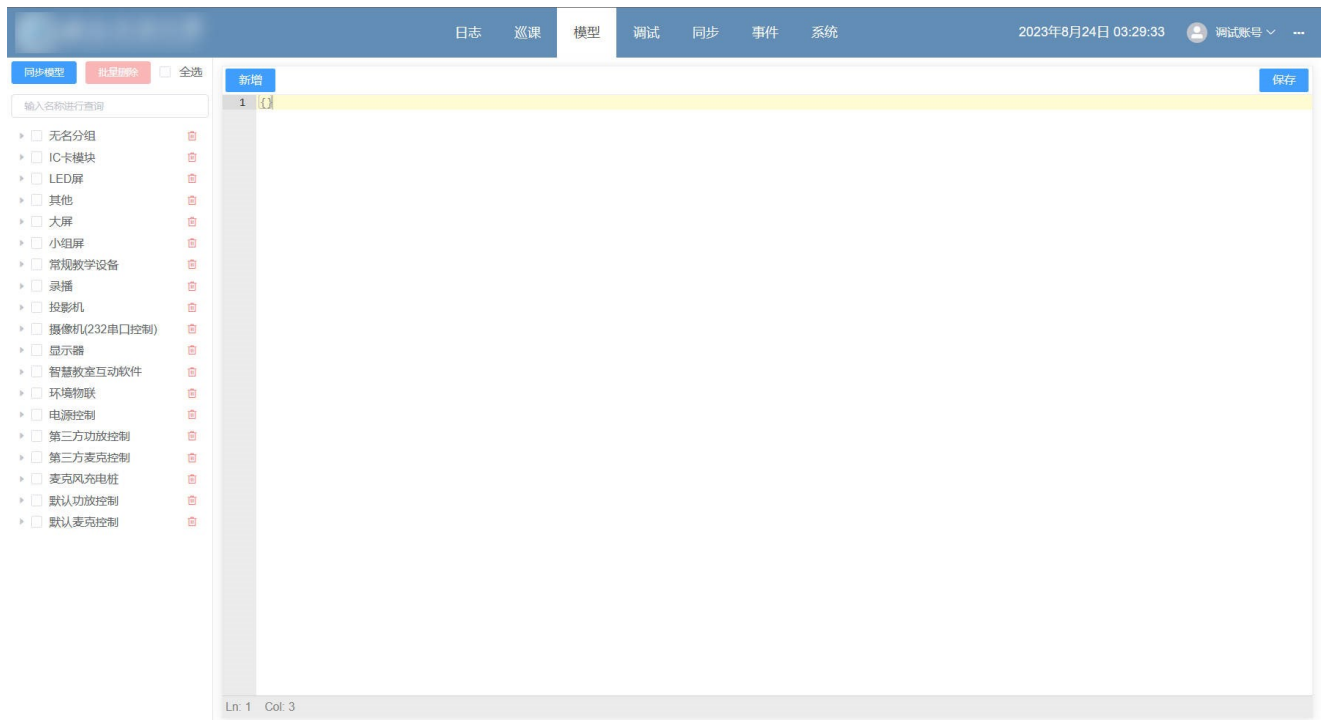 日志 巡课 模型 调试 同步 事件 系统 2023年8月24日 03:29:33 调试账号 ...
同步模型 批量删除 全选
新增 保存
输入名称进行查询
1 {}
无名分组
IC卡模块
LED屏
其他
大屏
小组屏
常规教学设备
录播
投影机
摄像机(232串口控制)
显示器
智慧教室互动软件
环境物联
电源控制
第三方功放控制
第三方麦克控制
麦克风充电桩
默认功放控制
默认麦克控制
Ln: 1 Col: 3